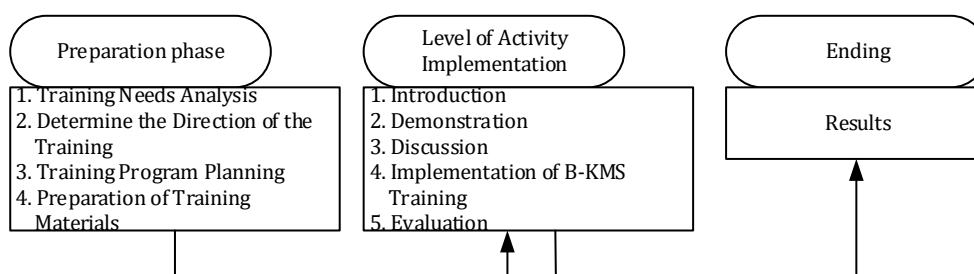 Preparation phase
1. Training Needs Analysis
2. Determine the Direction of the
Training
3. Training Program Planning
4. Preparation of Training
Materials
Level of Activity
Implementation
1. Introduction
2. Demonstration
3. Discussion
4. Implementation of B-KMS
Training
5. Evaluation
Ending
Results